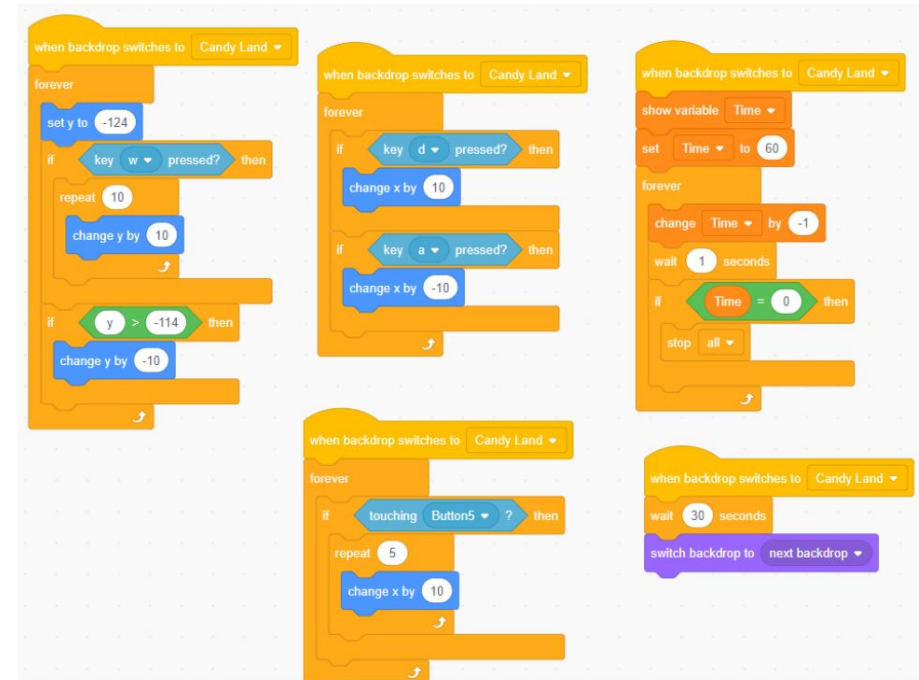 when backdrop switches to Candy Land
forever
set y to -124
if key w pressed? then
repeat 10
change y by 10
if y > -114 then
change y by -10
when backdrop switches to Candy Land
forever
if key d pressed? then
change x by 10
if key a pressed? then
change x by -10
when backdrop switches to Candy Land
forever
if touching Button5 ? then
repeat 5
change x by 10
when backdrop switches to Candy Land
show variable Time
set Time to 60
forever
change Time by -1
wait 1 seconds
if Time = 0 then
stop all
when backdrop switches to Candy Land
wait 30 seconds
switch backdrop to next backdrop